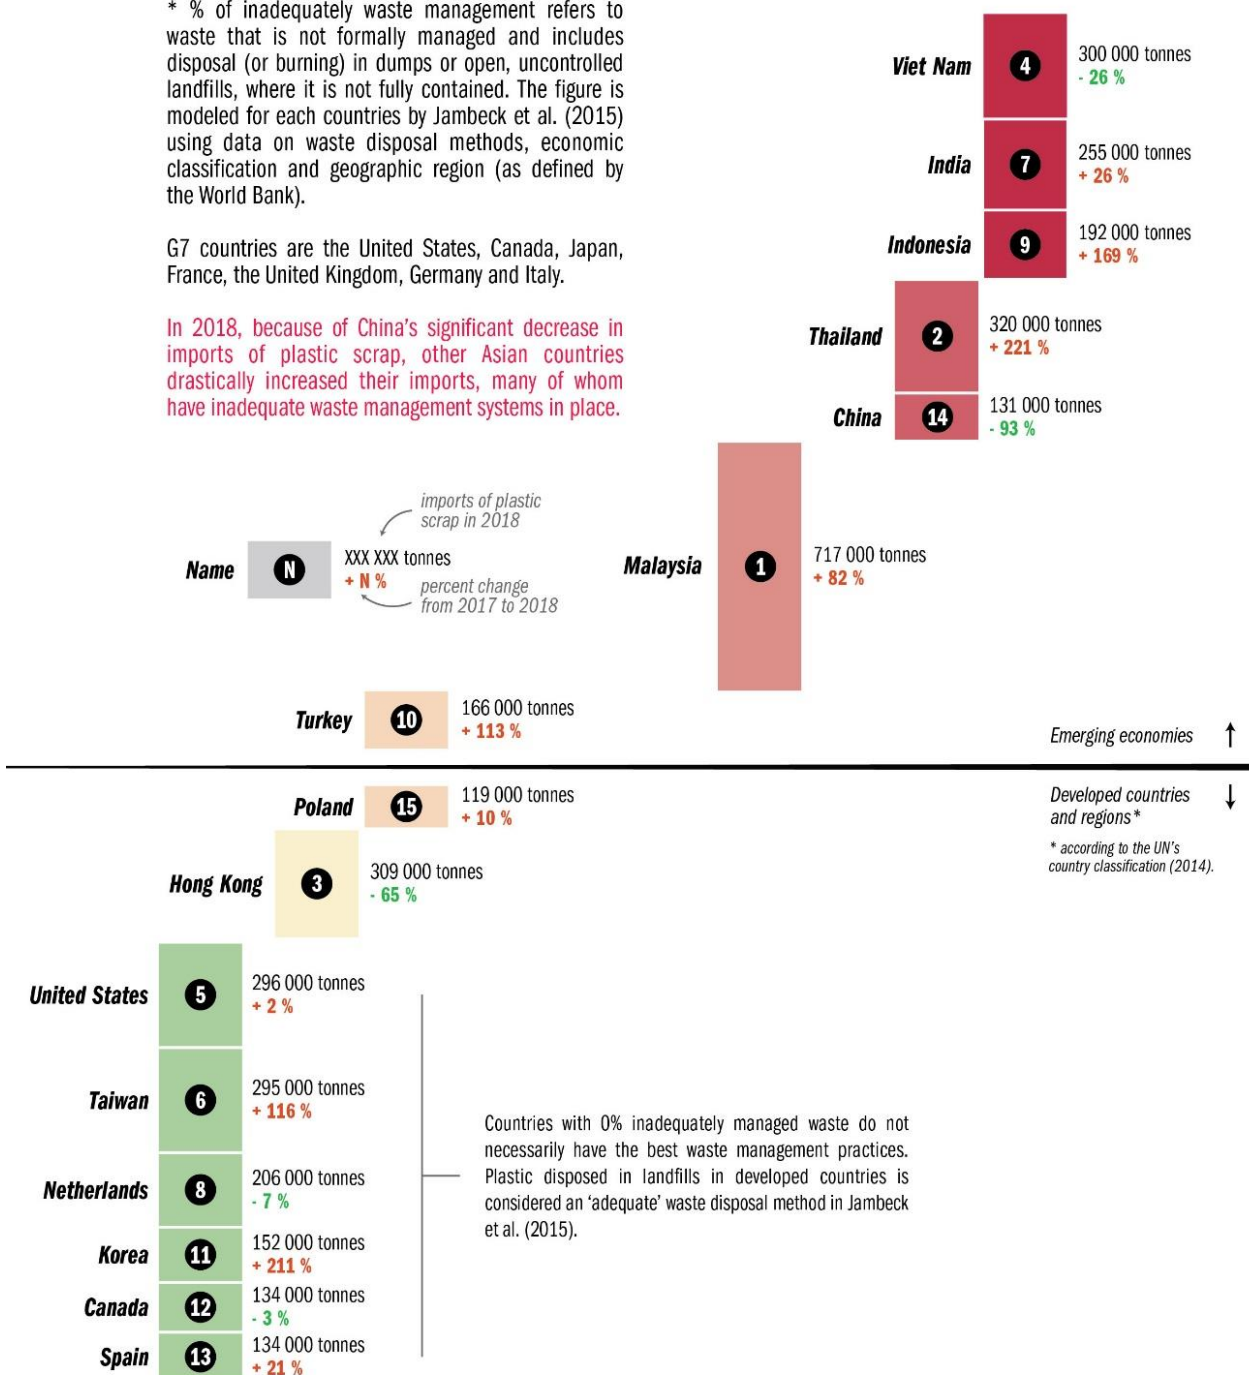 * % of inadequately waste management refers to
waste that is not formally managed and includes
disposal (or burning) in dumps or open, uncontrolled
landfills, where it is not fully contained. The figure is
modeled for each countries by Jambeck et al. (2015)
using data on waste disposal methods, economic
classification and geographic region (as defined by
the World Bank).
G7 countries are the United States, Canada, Japan,
France, the United Kingdom, Germany and Italy.
In 2018, because of China's significant decrease in
imports of plastic scrap, other Asian countries
drastically increased their imports, many of whom
have inadequate waste management systems in place.
Viet Nam
4
300 000 tonnes
- 26 %
India
7
255 000 tonnes
+ 26 %
Indonesia
9
192 000 tonnes
+ 169 %
Thailand
2
320 000 tonnes
+ 221 %
China
14
131 000 tonnes
- 93 %
imports of plastic
scrap in 2018
Name
N
XXX XXX tonnes
+ N %
percent change
from 2017 to 2018
Malaysia
1
717 000 tonnes
+ 82 %
Turkey
10
166 000 tonnes
+ 113 %
Emerging economies ↑
Poland
15
119 000 tonnes
+ 10 %
Developed countries ↓
and regions*
* according to the UN's
country classification (2014).
Hong Kong
3
309 000 tonnes
- 65 %
United States
5
296 000 tonnes
+ 2 %
Taiwan
6
295 000 tonnes
+ 116 %
Netherlands
8
206 000 tonnes
- 7 %
Korea
11
152 000 tonnes
+ 211 %
Canada
12
134 000 tonnes
- 3 %
Spain
13
134 000 tonnes
+ 21 %
Countries with 0% inadequately managed waste do not
necessarily have the best waste management practices.
Plastic disposed in landfills in developed countries is
considered an 'adequate' waste disposal method in Jambeck
et al. (2015).